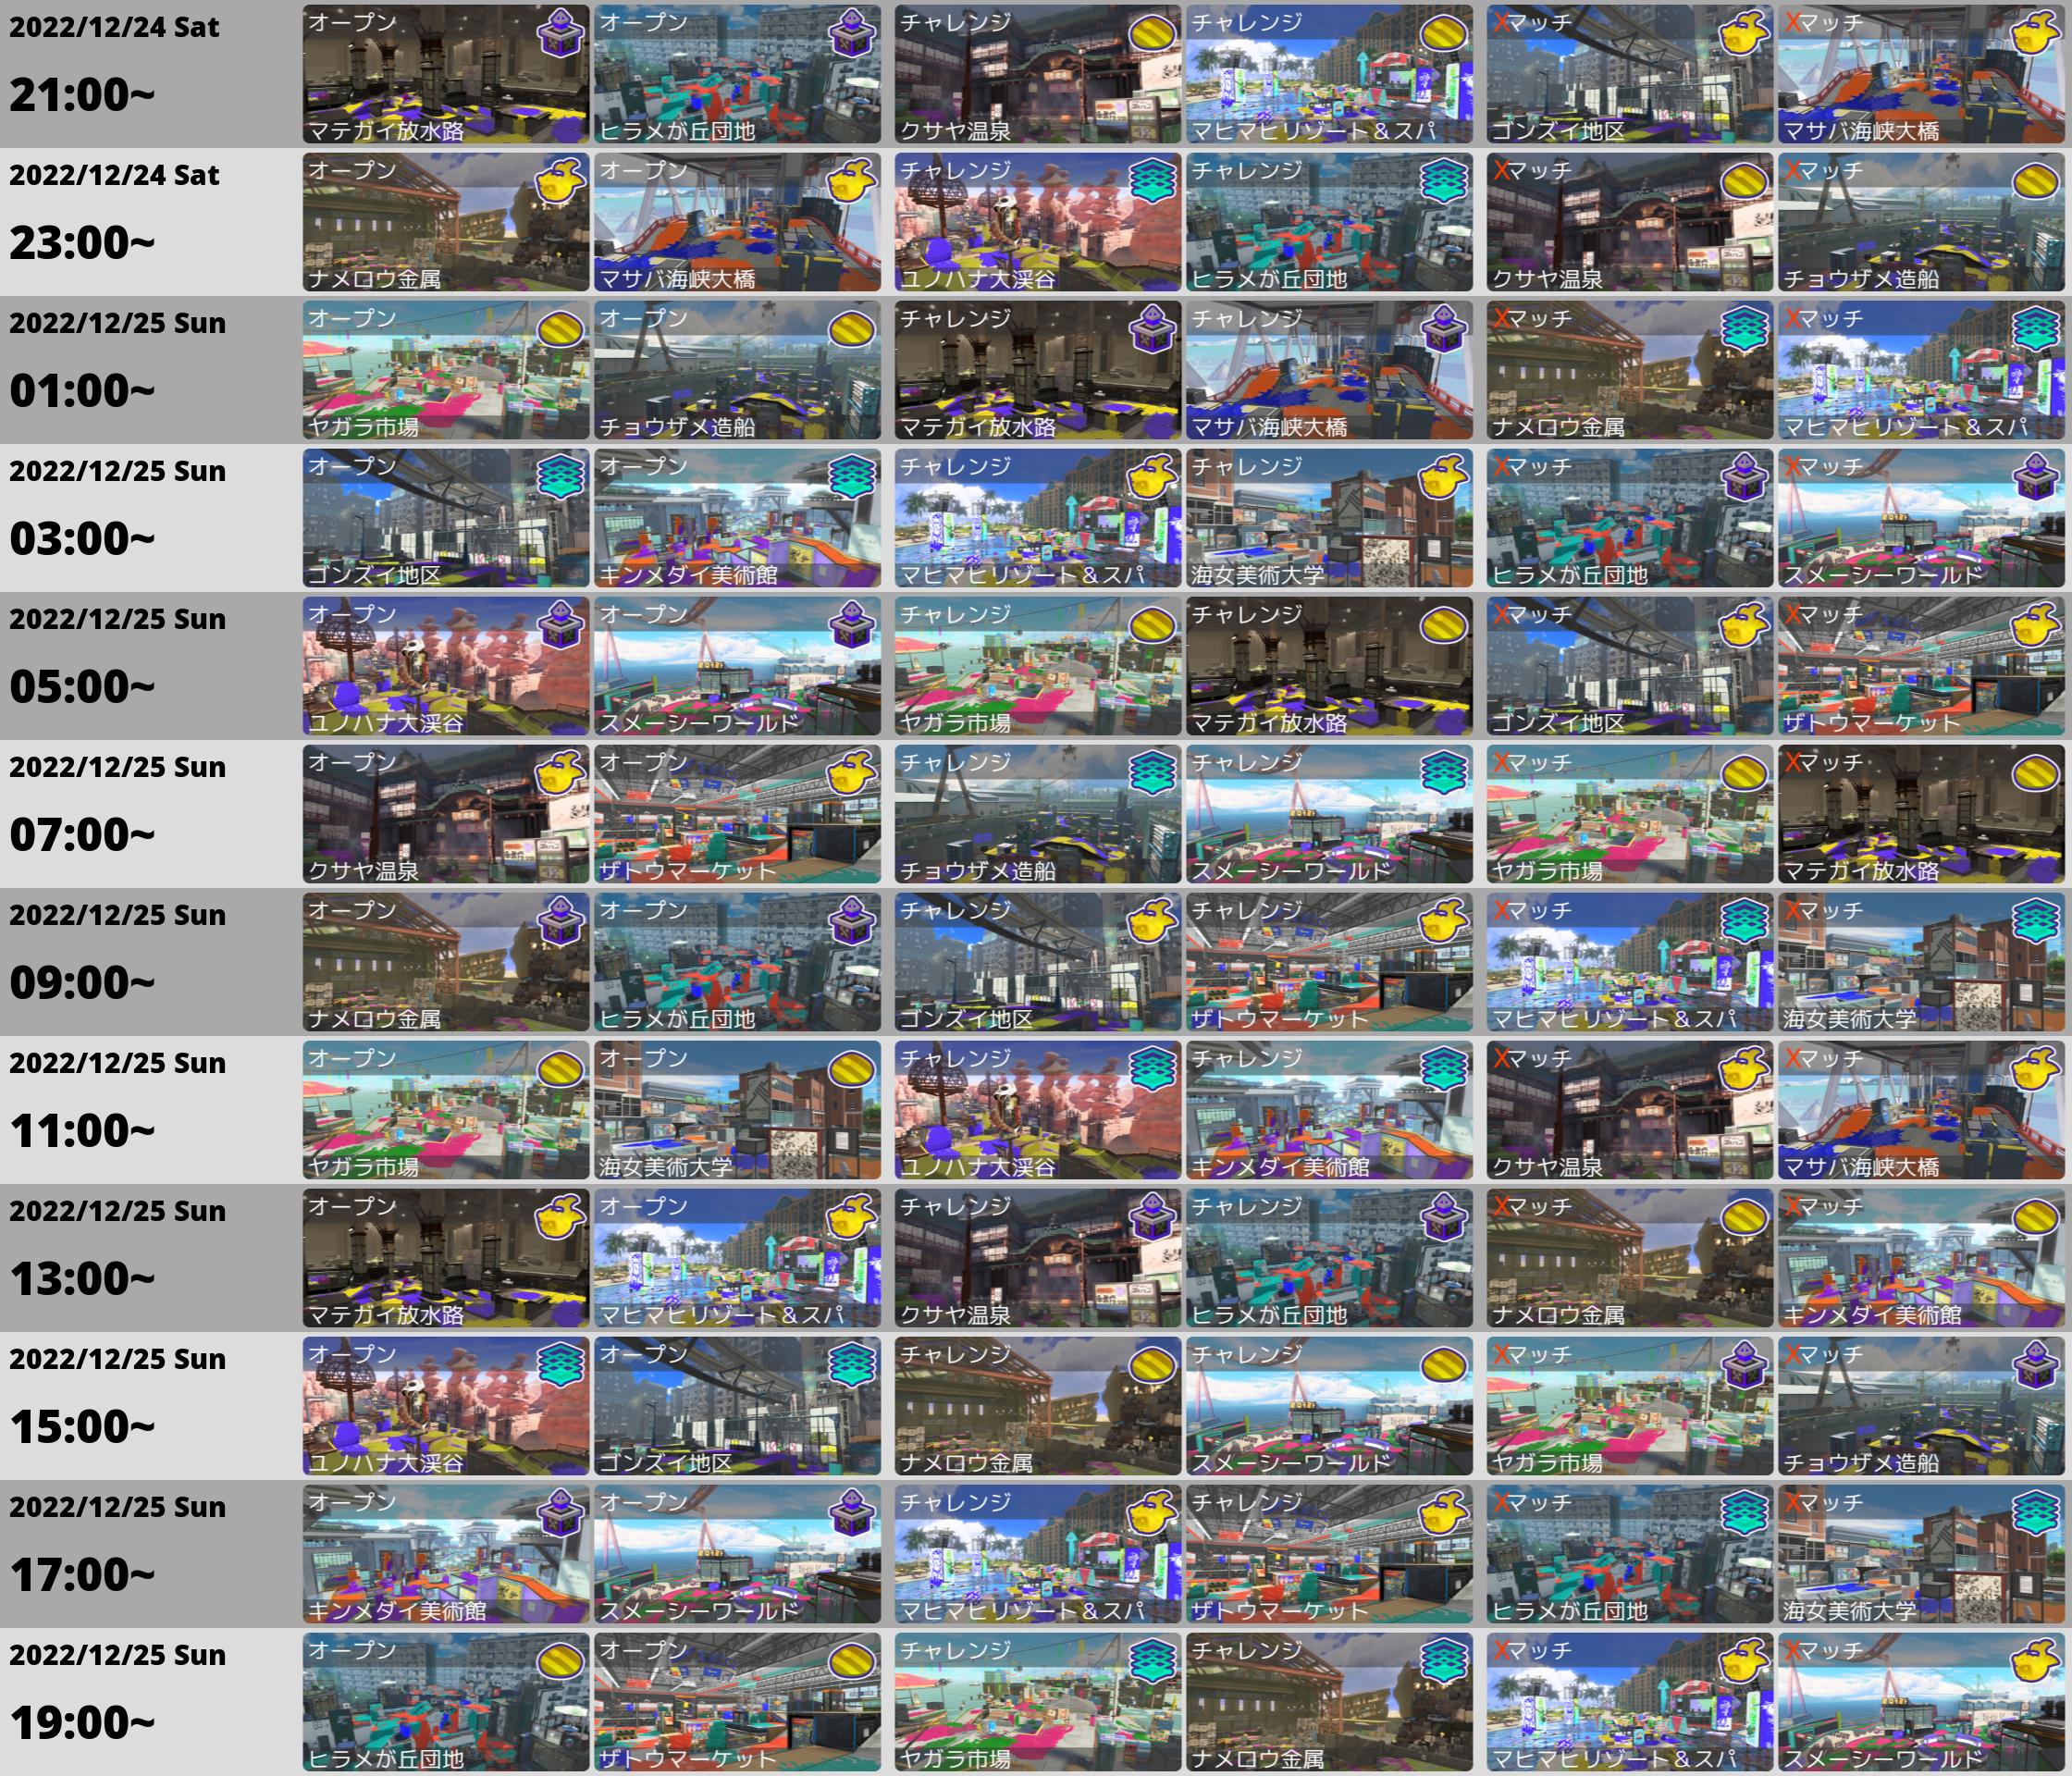 2022/12/24 Sat
21:00~
オープン オープン チャレンジ チャレンジ Xマッチ Xマッチ
マテガイ放水路 ヒラメが丘団地 クサヤ温泉 マヒマヒリゾート＆スパ ゴンズイ地区 マサバ海峡大橋
2022/12/24 Sat
23:00~
オープン オープン チャレンジ チャレンジ Xマッチ Xマッチ
ナメロウ金属 マサバ海峡大橋 ユノハナ大渓谷 ヒラメが丘団地 クサヤ温泉 チョウザメ造船
2022/12/25 Sun
01:00~
オープン オープン チャレンジ チャレンジ Xマッチ Xマッチ
ヤガラ市場 チョウザメ造船 マテガイ放水路 マサバ海峡大橋 ナメロウ金属 マヒマヒリゾート＆スパ
2022/12/25 Sun
03:00~
オープン オープン チャレンジ チャレンジ Xマッチ Xマッチ
ゴンズイ地区 キンメダイ美術館 マヒマヒリゾート＆スパ 海女美術大学 ヒラメが丘団地 スメーシーワールド
2022/12/25 Sun
05:00~
オープン オープン チャレンジ チャレンジ Xマッチ Xマッチ
ユノハナ大渓谷 スメーシーワールド ヤガラ市場 マテガイ放水路 ゴンズイ地区 ザトウマーケット
2022/12/25 Sun
07:00~
オープン オープン チャレンジ チャレンジ Xマッチ Xマッチ
クサヤ温泉 ザトウマーケット チョウザメ造船 スメーシーワールド ヤガラ市場 マテガイ放水路
2022/12/25 Sun
09:00~
オープン オープン チャレンジ チャレンジ Xマッチ Xマッチ
ナメロウ金属 ヒラメが丘団地 ゴンズイ地区 ザトウマーケット マヒマヒリゾート＆スパ 海女美術大学
2022/12/25 Sun
11:00~
オープン オープン チャレンジ チャレンジ Xマッチ Xマッチ
ヤガラ市場 海女美術大学 ユノハナ大渓谷 キンメダイ美術館 クサヤ温泉 マサバ海峡大橋
2022/12/25 Sun
13:00~
オープン オープン チャレンジ チャレンジ Xマッチ Xマッチ
マテガイ放水路 マヒマヒリゾート＆スパ クサヤ温泉 ヒラメが丘団地 ナメロウ金属 キンメダイ美術館
2022/12/25 Sun
15:00~
オープン オープン チャレンジ チャレンジ Xマッチ Xマッチ
ユノハナ大渓谷 ゴンズイ地区 ナメロウ金属 スメーシーワールド ヤガラ市場 チョウザメ造船
2022/12/25 Sun
17:00~
オープン オープン チャレンジ チャレンジ Xマッチ Xマッチ
キンメダイ美術館 スメーシーワールド マヒマヒリゾート＆スパ ザトウマーケット ヒラメが丘団地 海女美術大学
2022/12/25 Sun
19:00~
オープン オープン チャレンジ チャレンジ Xマッチ Xマッチ
ヒラメが丘団地 ザトウマーケット ヤガラ市場 ナメロウ金属 マヒマヒリゾート＆スパ スメーシーワールド